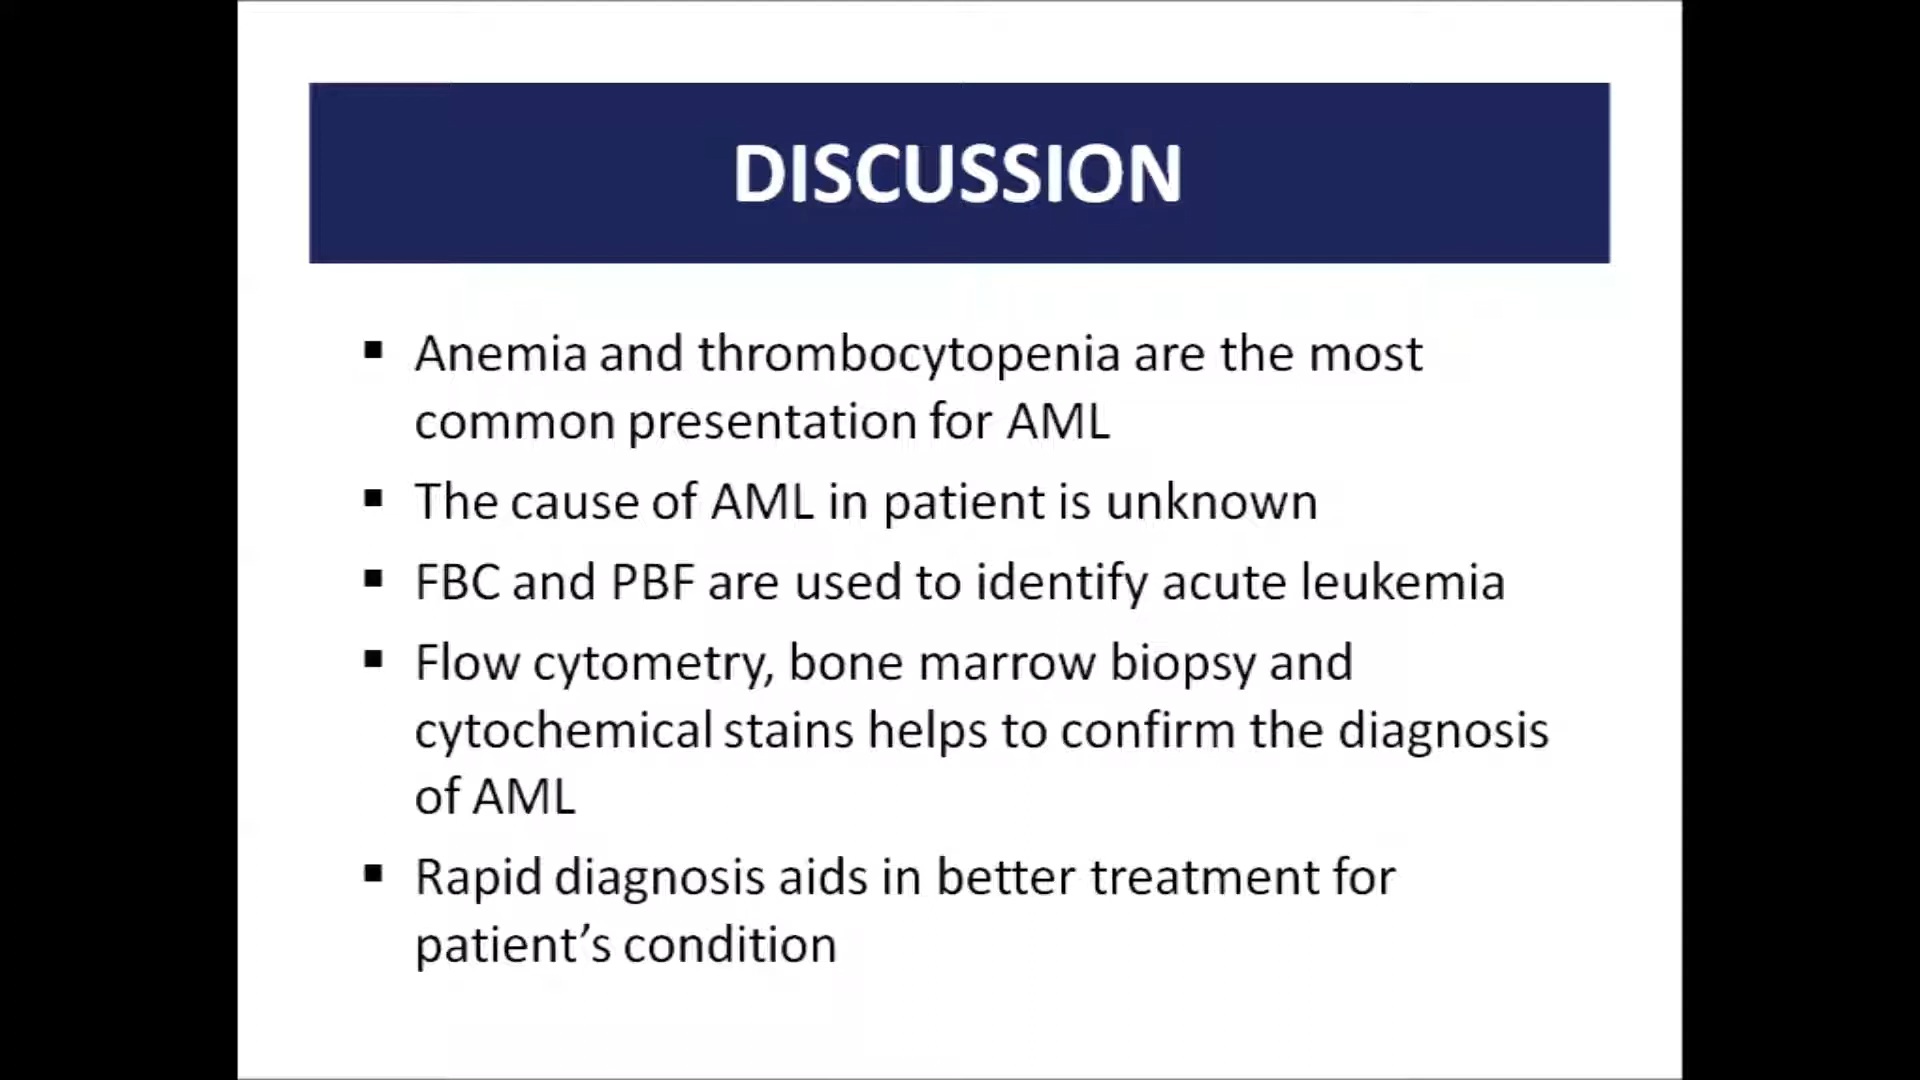 DISCUSSION
▪ Anemia and thrombocytopenia are the most
common presentation for AML
▪ The cause of AML in patient is unknown
▪ FBC and PBF are used to identify acute leukemia
▪ Flow cytometry, bone marrow biopsy and
cytochemical stains helps to confirm the diagnosis
of AML
▪ Rapid diagnosis aids in better treatment for
patient’s condition